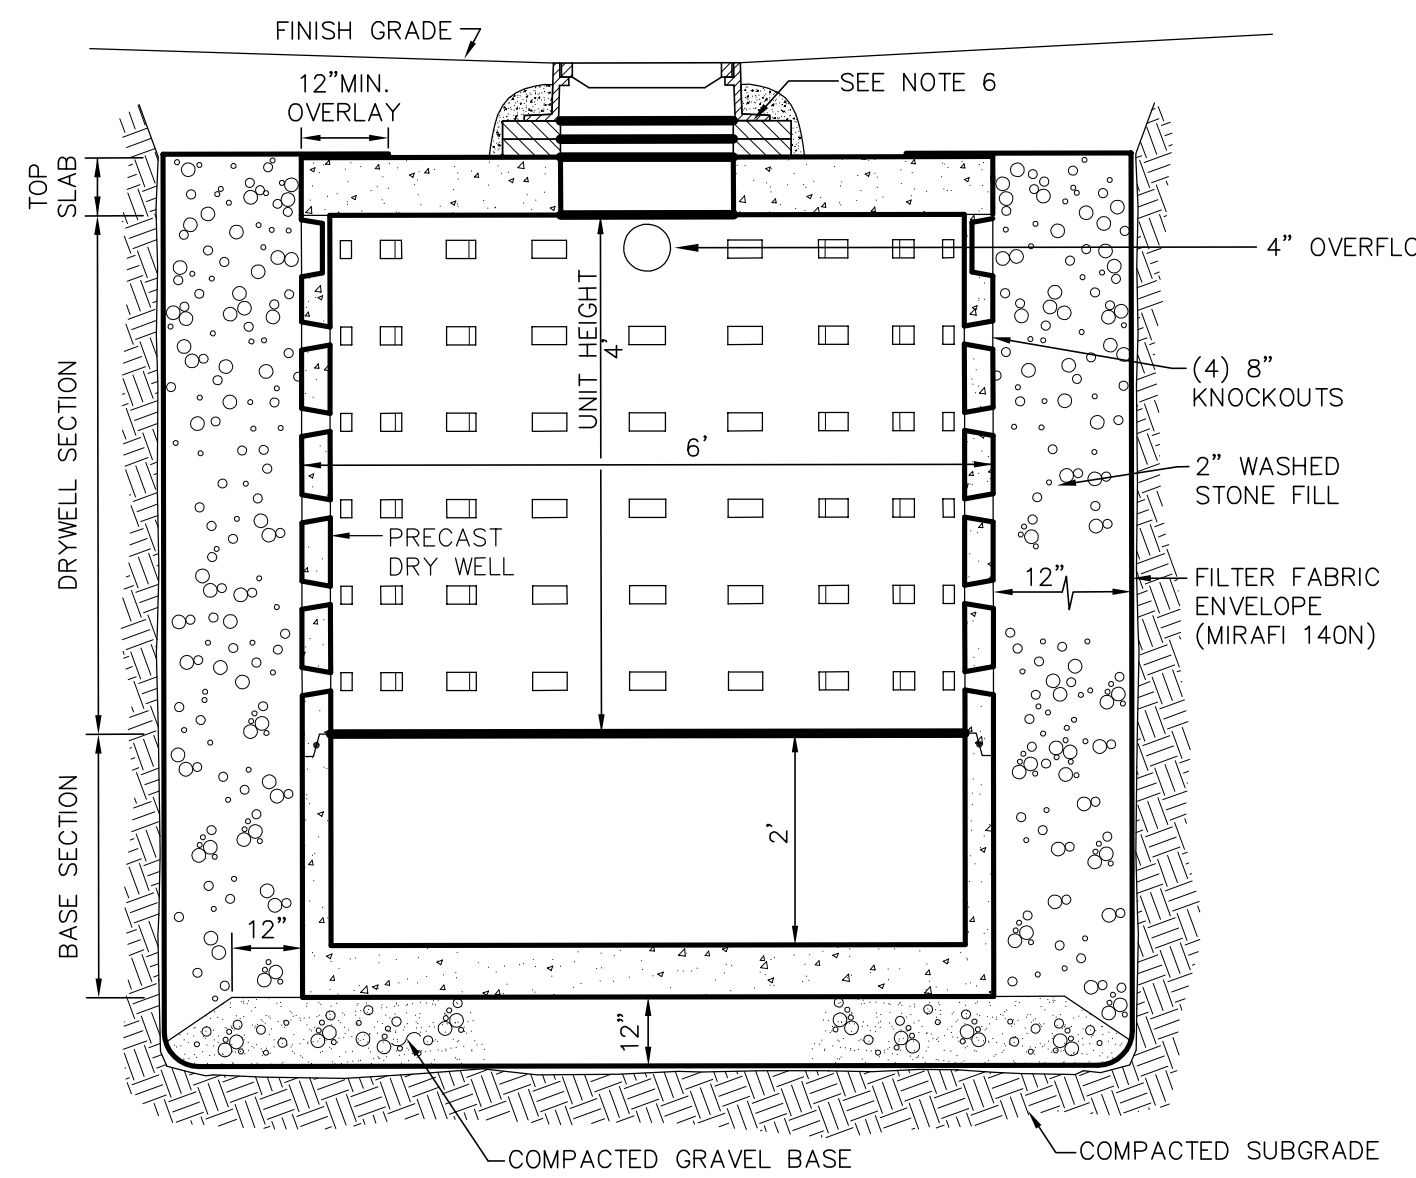 FINISH GRADE
12"MIN.
OVERLAY
SEE NOTE 6
TOP
SLAB
4" OVERFLO
UNIT HEIGHT
4'
(4) 8"
KNOCKOUTS
DRYWELL SECTION
6'
2" WASHED
STONE FILL
PRECAST
DRY WELL
12"
FILTER FABRIC
ENVELOPE
(MIRAFI 140N)
BASE SECTION
2'
12"
12"
COMPACTED GRAVEL BASE
COMPACTED SUBGRADE